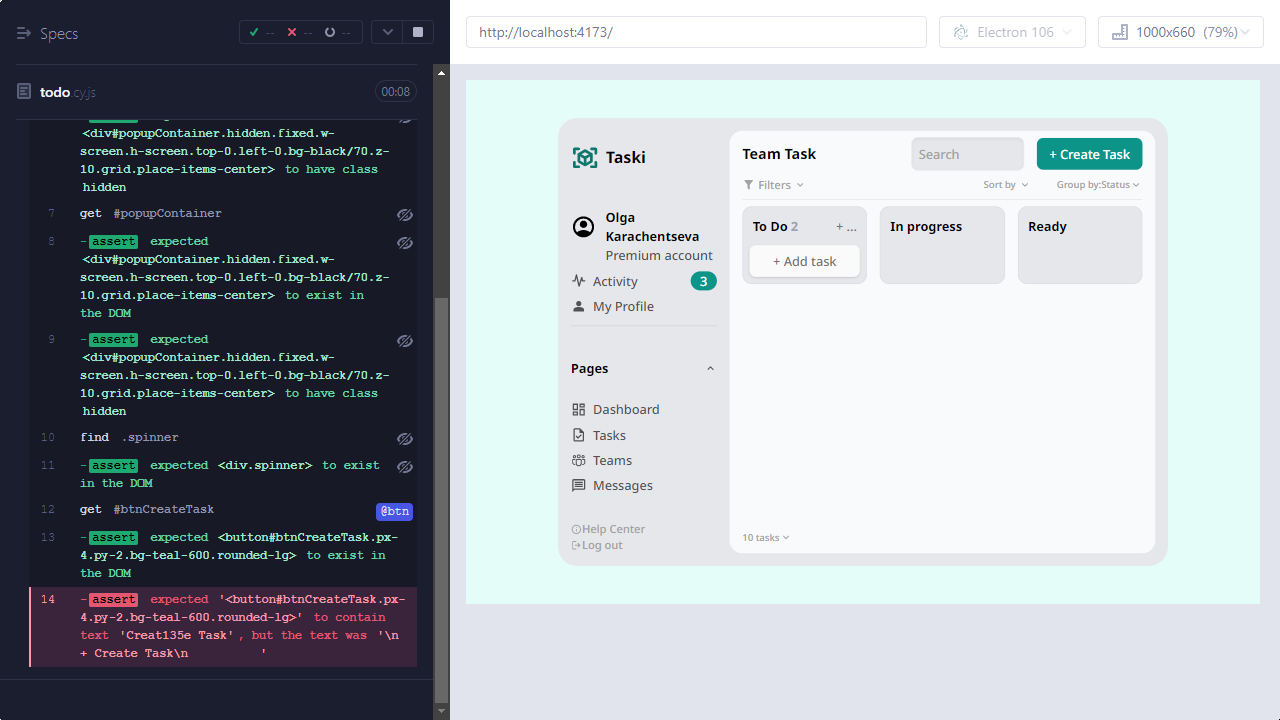 Specs
--
--
--
todo.cy.js
00:08
<div#popupContainer.hidden.fixed.w-
screen.h-screen.top-0.left-0.bg-black/70.z-
10.grid.place-items-center> to have class
hidden
7 get #popupContainer
8 -assert expected
<div#popupContainer.hidden.fixed.w-
screen.h-screen.top-0.left-0.bg-black/70.z-
10.grid.place-items-center> to exist in
the DOM
9 -assert expected
<div#popupContainer.hidden.fixed.w-
screen.h-screen.top-0.left-0.bg-black/70.z-
10.grid.place-items-center> to have class
hidden
10 find .spinner
11 -assert expected <div.spinner> to exist
in the DOM
12 get #btnCreateTask @btn
13 -assert expected <button#btnCreateTask.px-
4.py-2.bg-teal-600.rounded-lg> to exist in
the DOM
14 -assert expected '<button#btnCreateTask.px-
4.py-2.bg-teal-600.rounded-lg>' to contain
text 'Creat135e Task', but the text was '\n
+ Create Task\n '
http://localhost:4173/
Electron 106
1000x660 (79%)
Taski
Olga
Karachentseva
Premium account
Activity 3
My Profile
Pages
Dashboard
Tasks
Teams
Messages
Help Center
Log out
Team Task
Search
+ Create Task
Filters
Sort by
Group by:Status
To Do 2 + ...
+ Add task
In progress
Ready
10 tasks